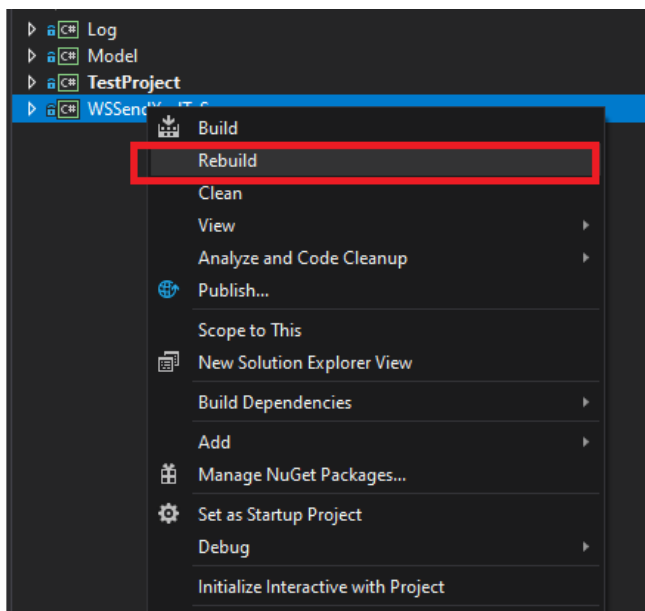 C# Log
C# Model
C# TestProject
C#
Build
Rebuild
Clean
View
Analyze and Code Cleanup
Publish...
Scope to This
New Solution Explorer View
Build Dependencies
Add
Manage NuGet Packages...
Set as Startup Project
Debug
Initialize Interactive with Project